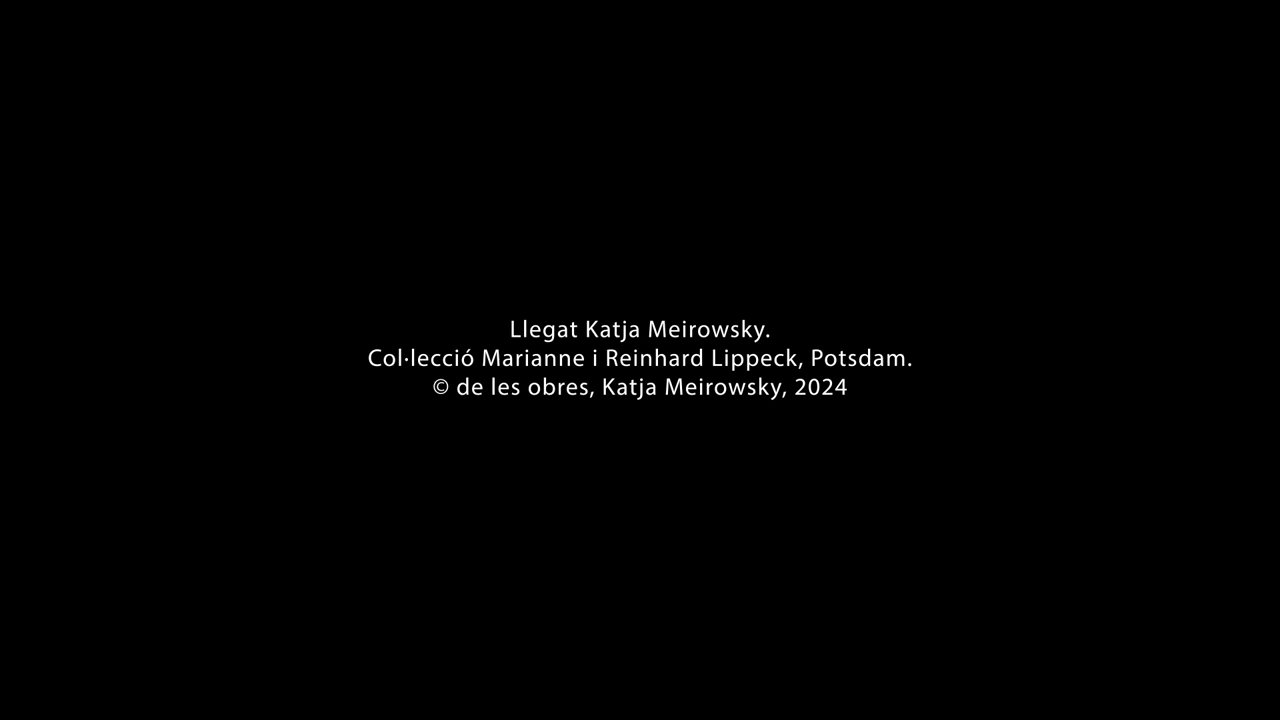 Llegat Katja Meirowsky.
Col·lecció Marianne i Reinhard Lippeck, Potsdam.
© de les obres, Katja Meirowsky, 2024